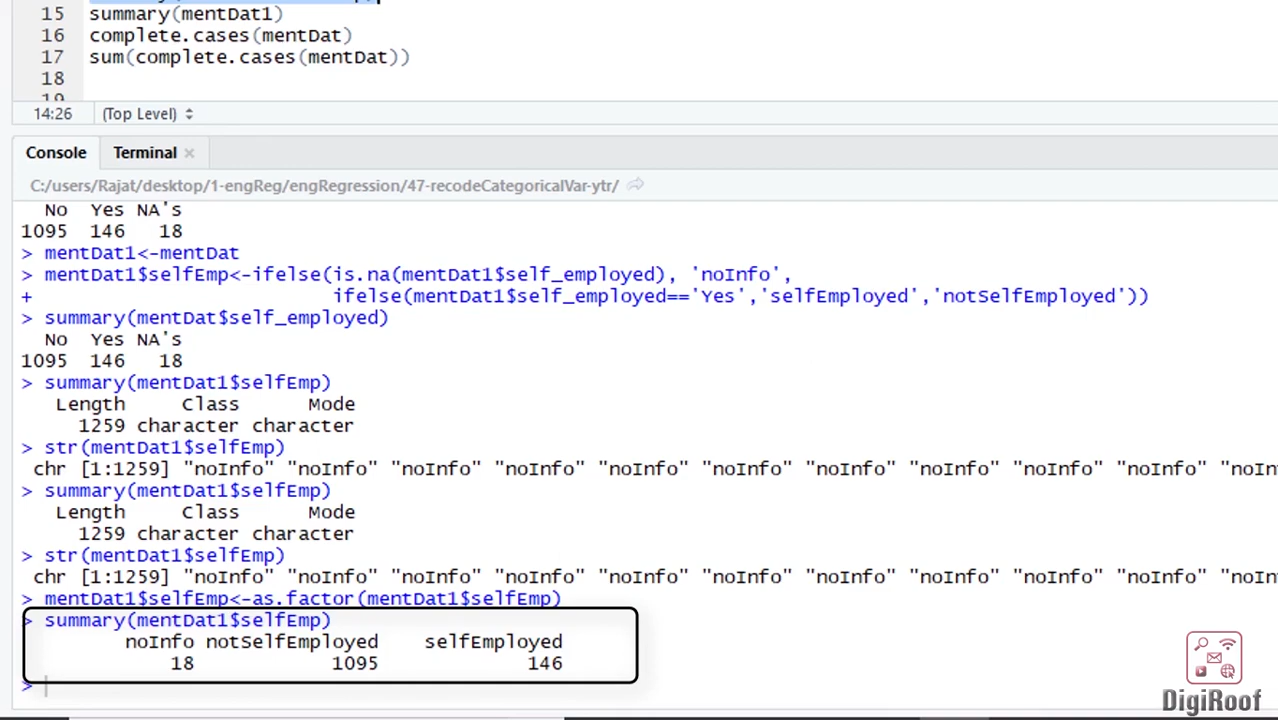 15 summary(mentDat1)
16 complete.cases(mentDat)
17 sum(complete.cases(mentDat))
18
19
14:26 (Top Level)
Console Terminal
C:/users/Rajat/desktop/1-engReg/engRegression/47-recodeCategoricalVar-ytr/
No Yes NA's
1095 146 18
> mentDat1<-mentDat
> mentDat1$selfEmp<-ifelse(is.na(mentDat1$self_employed), 'noInfo',
+ ifelse(mentDat1$self_employed=='Yes','selfEmployed','notSelfEmployed'))
> summary(mentDat$self_employed)
No Yes NA's
1095 146 18
> summary(mentDat1$selfEmp)
Length Class Mode
1259 character character
> str(mentDat1$selfEmp)
chr [1:1259] "noInfo" "noInfo" "noInfo" "noInfo" "noInfo" "noInfo" "noInfo" "noInfo" "noInfo" "noInfo" "noIn
> summary(mentDat1$selfEmp)
Length Class Mode
1259 character character
> str(mentDat1$selfEmp)
chr [1:1259] "noInfo" "noInfo" "noInfo" "noInfo" "noInfo" "noInfo" "noInfo" "noInfo" "noInfo" "noInfo" "noIn
> mentDat1$selfEmp<-as.factor(mentDat1$selfEmp)
> summary(mentDat1$selfEmp)
noInfo notSelfEmployed selfEmployed
18 1095 146
>
DigiRoof